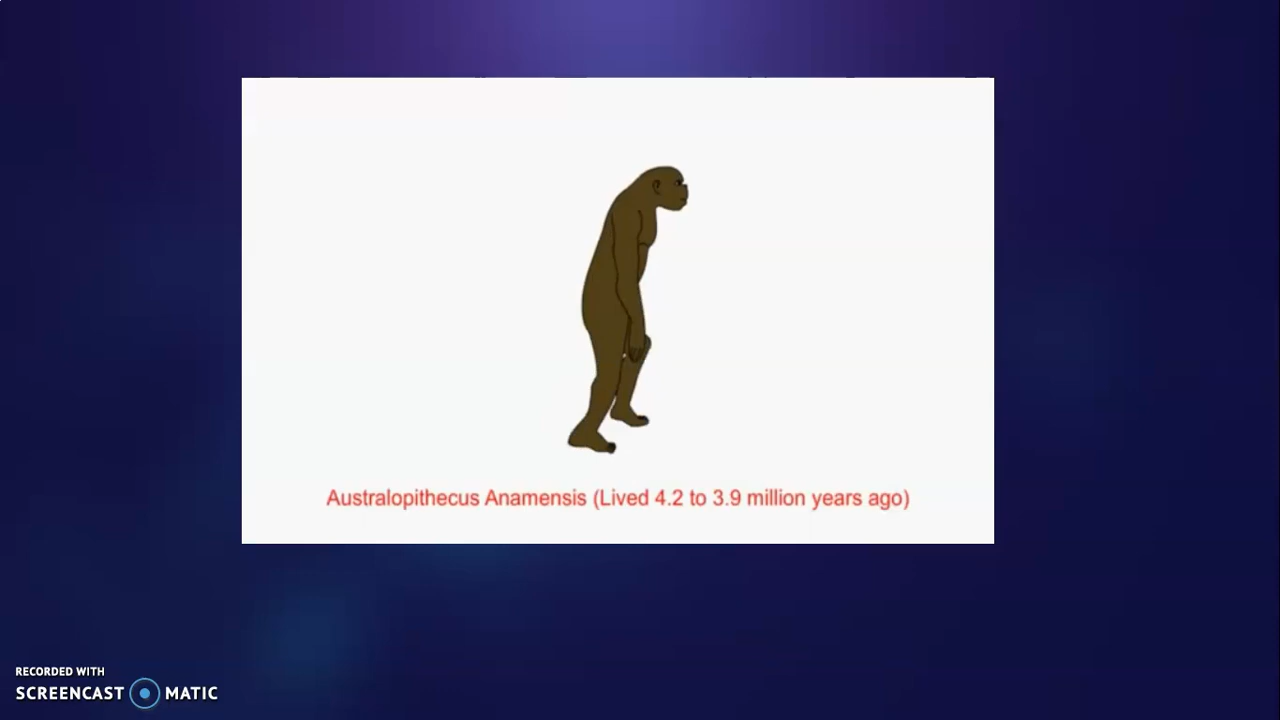 Australopithecus Anamensis (Lived 4.2 to 3.9 million years ago)
RECORDED WITH
SCREENCAST MATIC